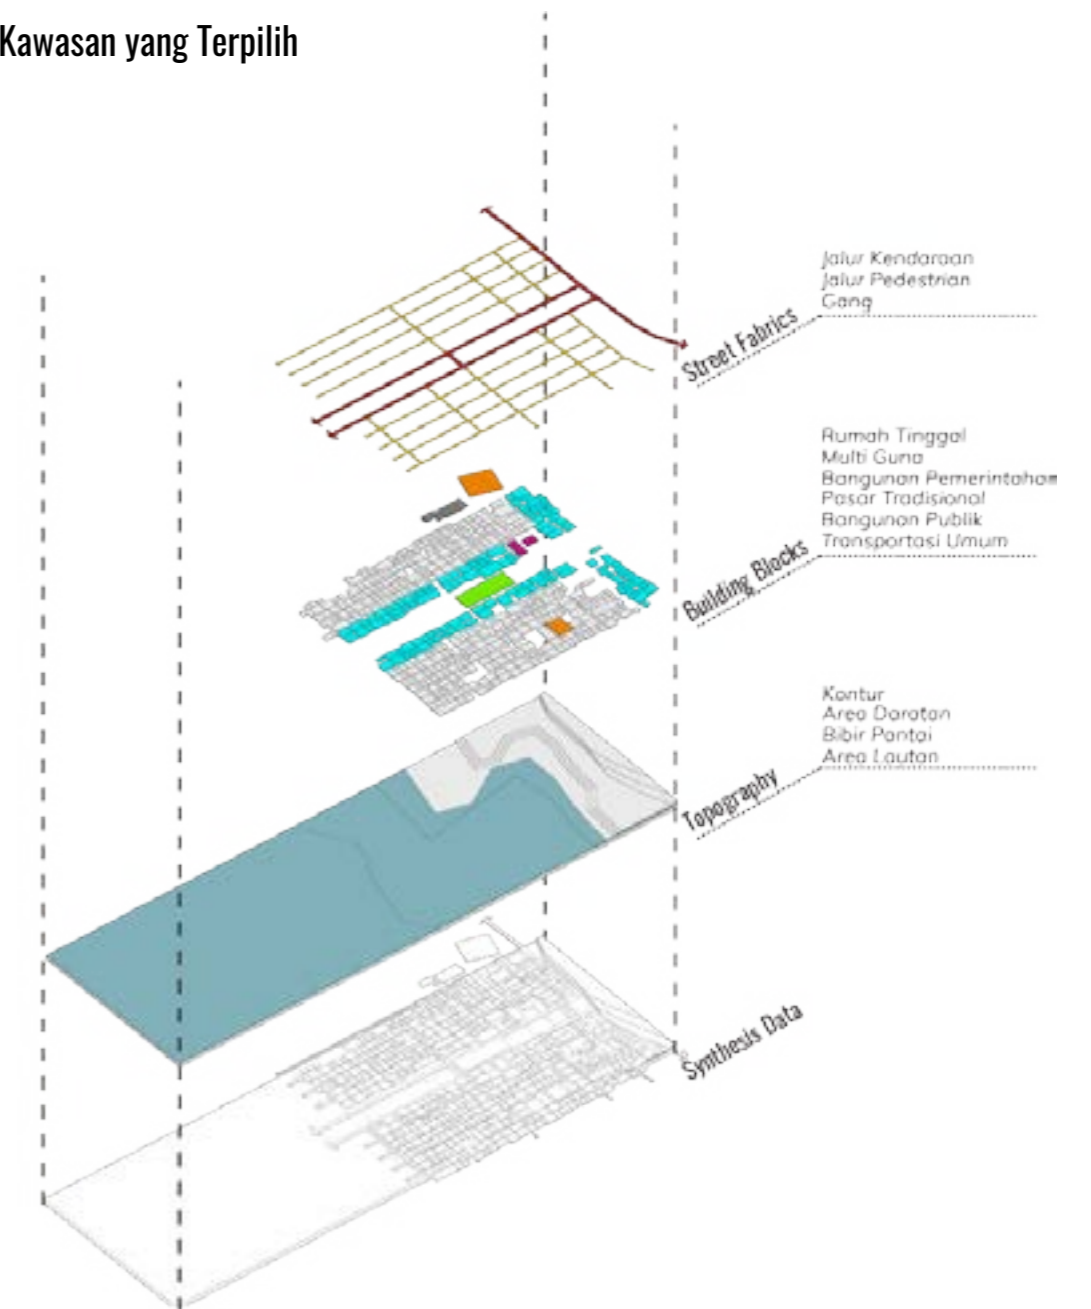 Kawasan yang Terpilih
Jalur Kendaraan
Jalur Pedestrian
Gang
Street Fabrics
Rumah Tinggal
Multi Guna
Bangunan Pemerintahan
Pasar Tradisional
Bangunan Publik
Transportasi Umum
Building Blocks
Kontur
Area Daratan
Bibir Pantai
Area Lautan
Topography
Synthesis Data